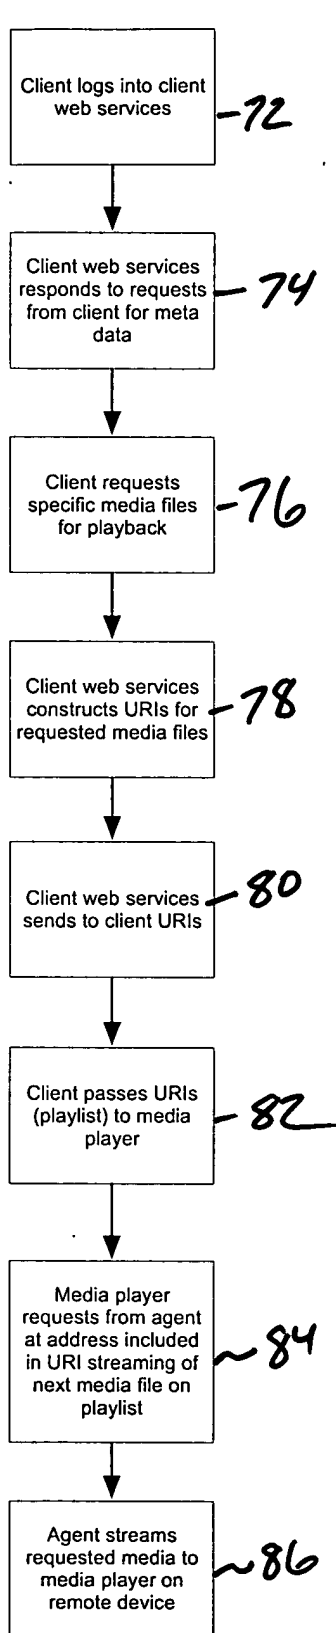 Client logs into client
web services
72
Client web services
responds to requests
from client for meta
data
74
Client requests
specific media files
for playback
76
Client web services
constructs URIs for
requested media files
78
Client web services
sends to client URIs
80
Client passes URIs
(playlist) to media
player
82
Media player
requests from agent
at address included
in URI streaming of
next media file on
playlist
84
Agent streams
requested media to
media player on
remote device
86